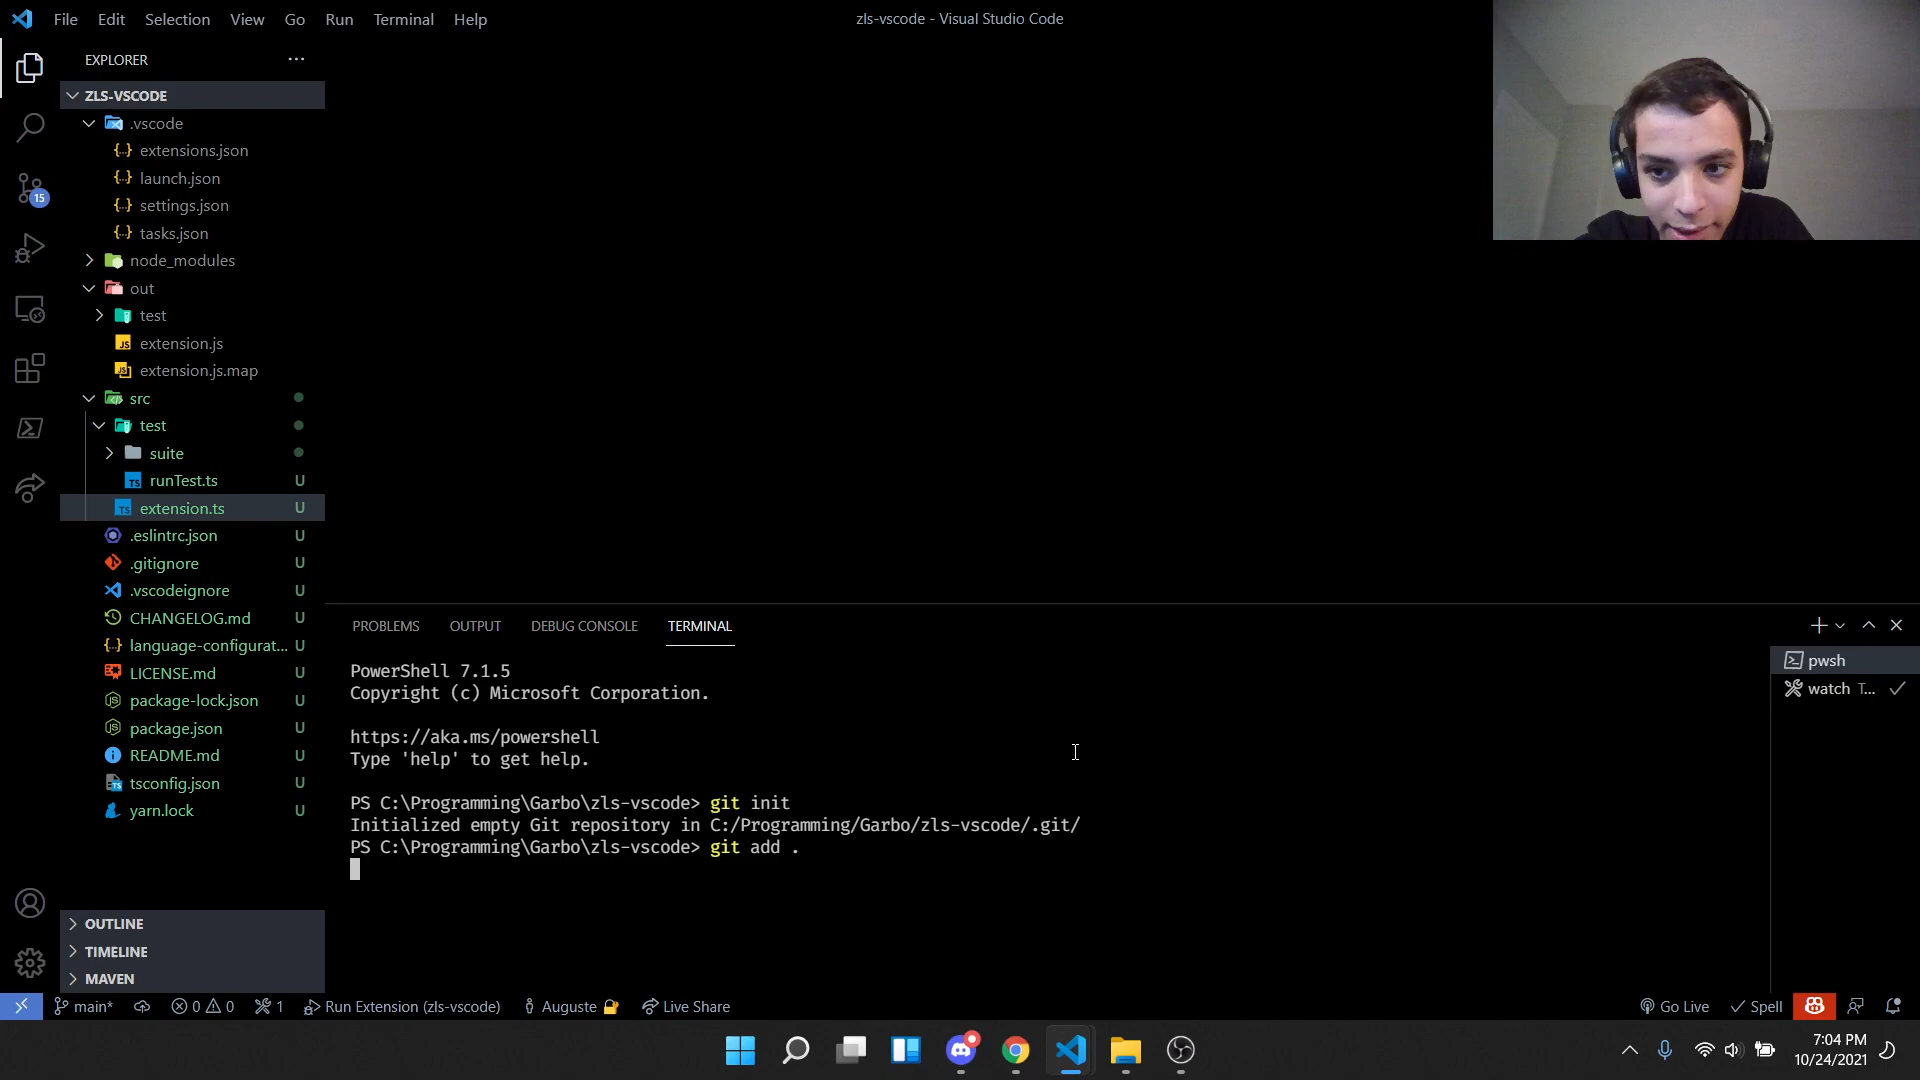 File Edit Selection View Go Run Terminal Help
zls-vscode - Visual Studio Code
EXPLORER
ZLS-VSCODE
.vscode
extensions.json
launch.json
settings.json
tasks.json
node_modules
out
test
extension.js
extension.js.map
src
test
suite
runTest.ts U
extension.ts U
.eslintrc.json U
.gitignore U
.vscodeignore U
CHANGELOG.md U
language-configurat... U
LICENSE.md U
package-lock.json U
package.json U
README.md U
tsconfig.json U
yarn.lock U
OUTLINE
TIMELINE
MAVEN
15
PROBLEMS OUTPUT DEBUG CONSOLE TERMINAL
PowerShell 7.1.5
Copyright (c) Microsoft Corporation.
https://aka.ms/powershell
Type 'help' to get help.
PS C:\Programming\Garbo\zls-vscode> git init
Initialized empty Git repository in C:/Programming/Garbo/zls-vscode/.git/
PS C:\Programming\Garbo\zls-vscode> git add .
pwsh
watch T...
main* 0 0 1 Run Extension (zls-vscode) Auguste Live Share
Go Live Spell
7:04 PM
10/24/2021